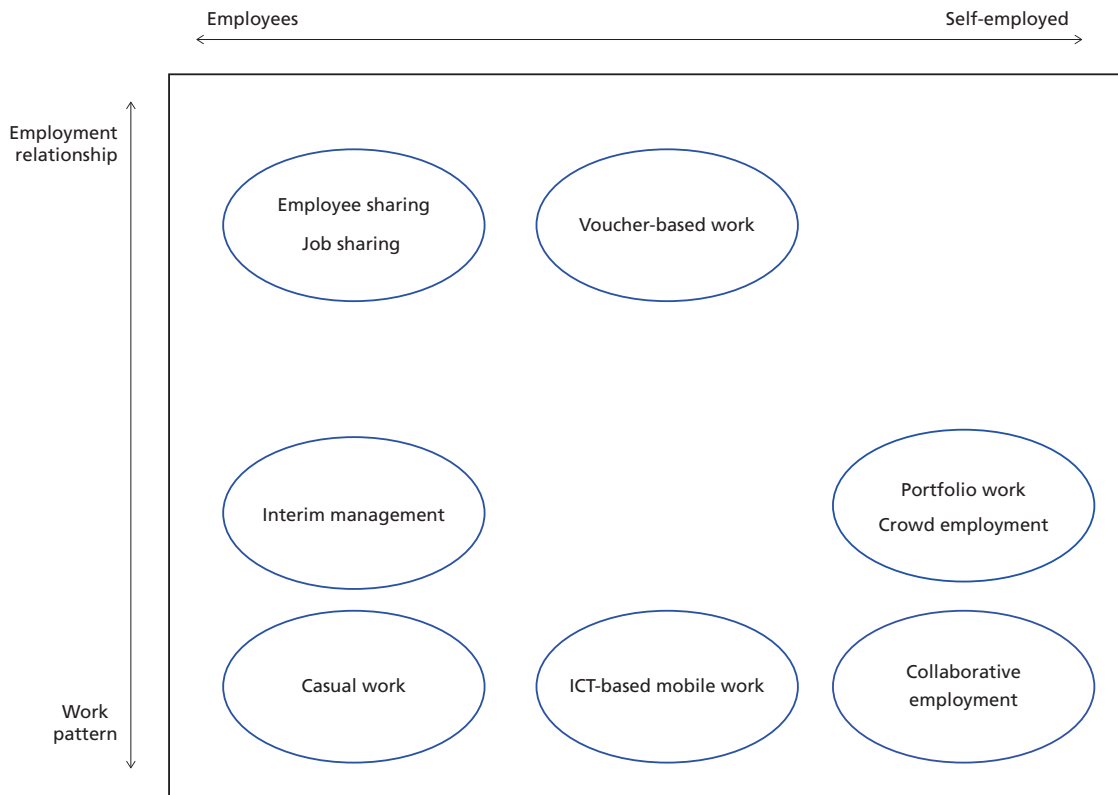 Employees
Self-employed
Employment
relationship
Employee sharing
Job sharing
Voucher-based work
Interim management
Portfolio work
Crowd employment
Casual work
ICT-based mobile work
Collaborative
employment
Work
pattern